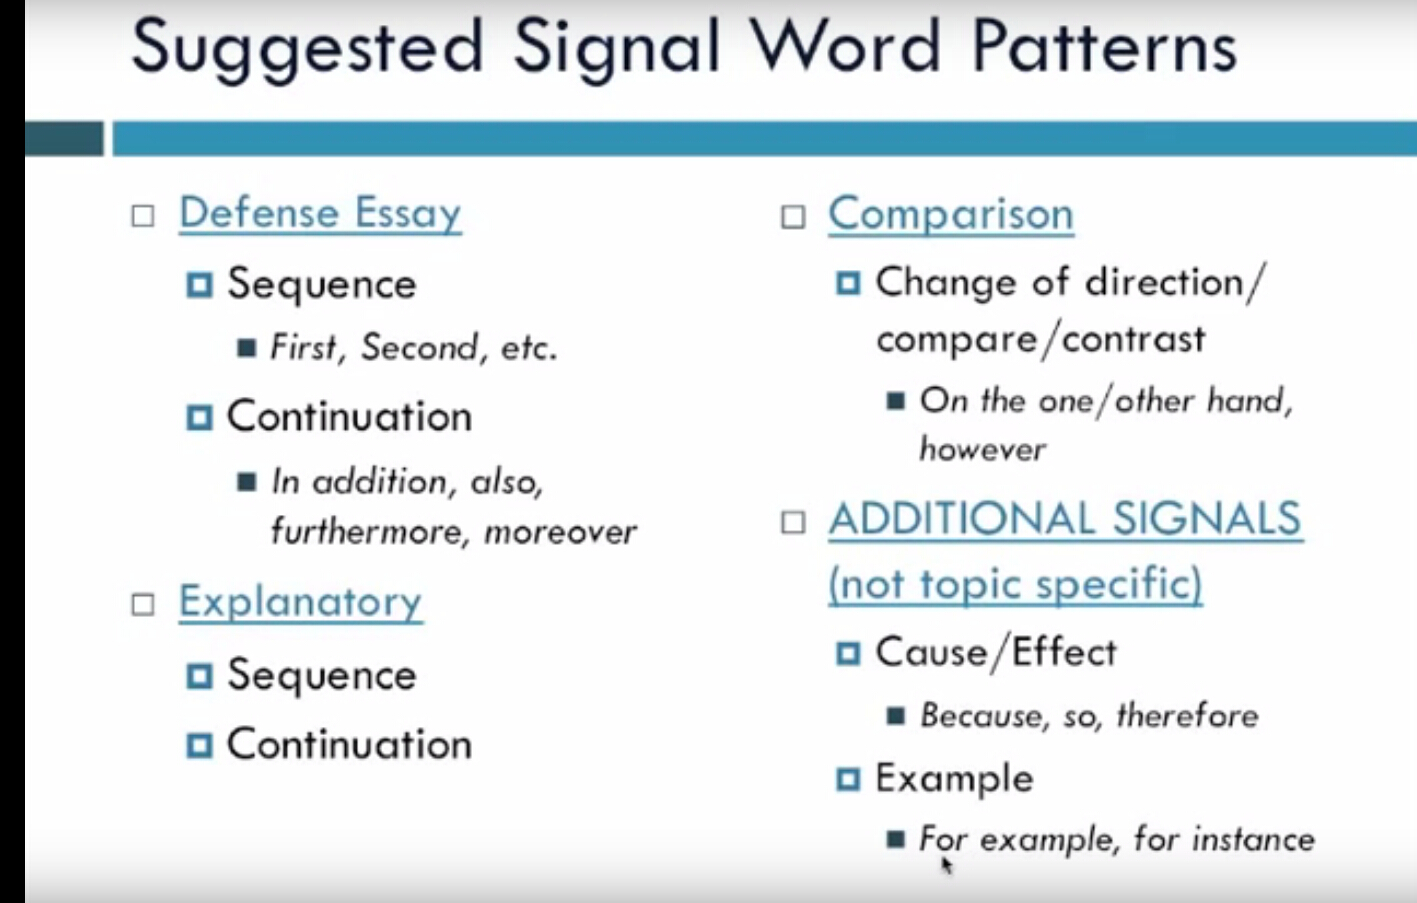 Suggested Signal Word Patterns
Defense Essay
Sequence
First, Second, etc.
Continuation
In addition, also,
furthermore, moreover
Explanatory
Sequence
Continuation
Comparison
Change of direction/
compare/contrast
On the one/other hand,
however
ADDITIONAL SIGNALS
(not topic specific)
Cause/Effect
Because, so, therefore
Example
For example, for instance